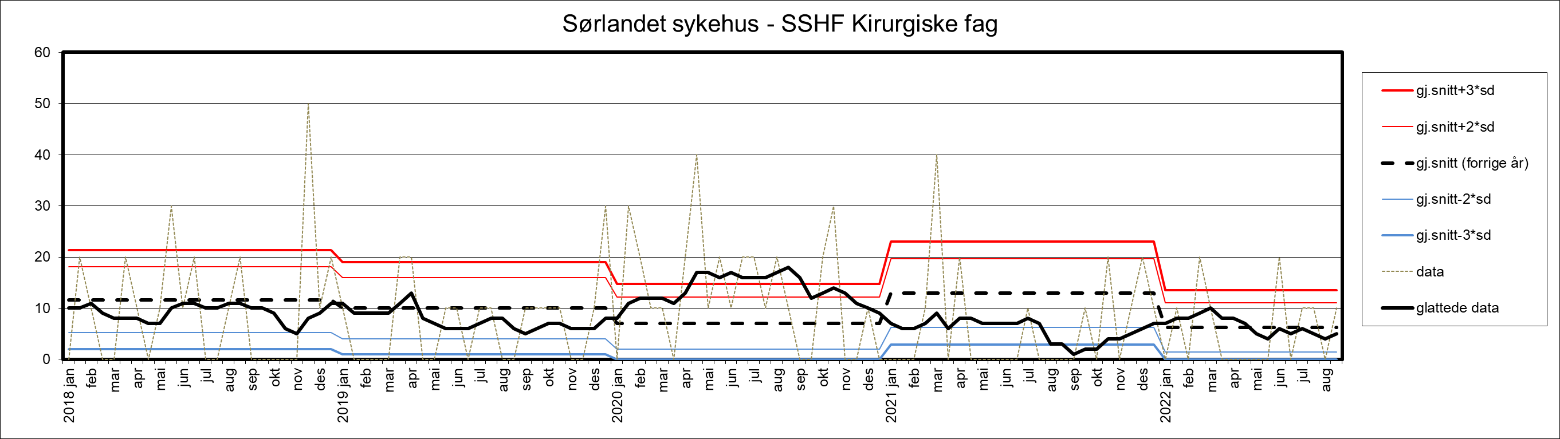 Sørlandet sykehus - SSHF Kirurgiske fag
60
50
40
30
20
10
0
jan feb mar apr mai jun jul aug sep okt nov des jan feb mar apr mai jun jul aug sep okt nov des jan feb mar apr mai jun jul aug sep okt nov des jan feb mar apr mai jun jul aug sep okt nov des jan feb mar apr mai jun jul aug
2018 2019 2020 2021 2022
gj.snitt+3*sd
gj.snitt+2*sd
gj.snitt (forrige år)
gj.snitt-2*sd
gj.snitt-3*sd
data
glattede data